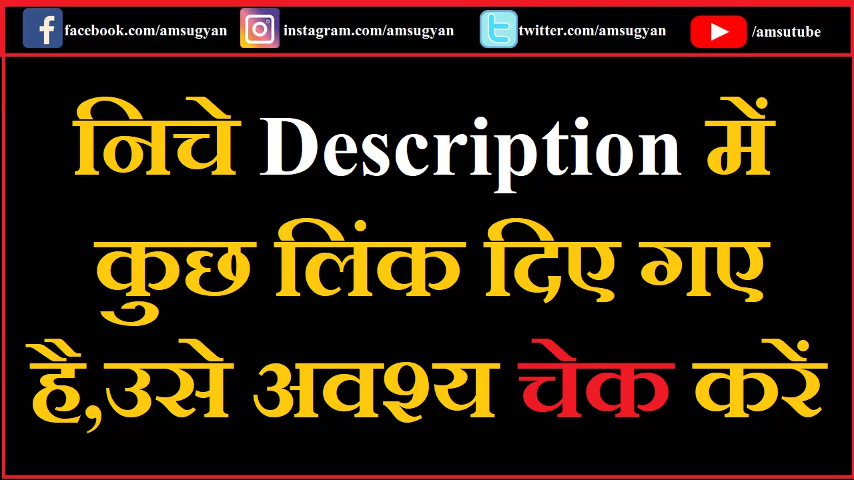 facebook.com/amsugyan instagram.com/amsugyan twitter.com/amsugyan /amsutube
निचे Description में
कुछ लिंक दिए गए
है,उसे अवश्य चेक करें